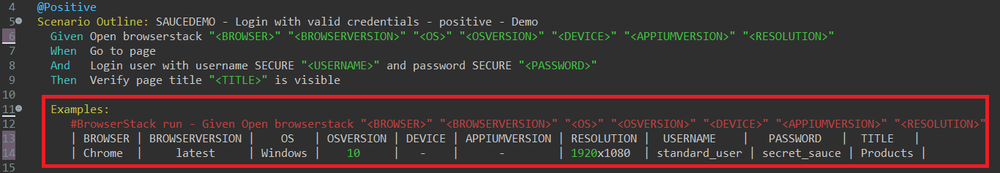 4 @Positive
5 Scenario Outline: SAUCEDEMO - Login with valid credentials - positive - Demo
6 Given Open browserstack "<BROWSER>" "<BROWSERVERSION>" "<OS>" "<OSVERSION>" "<DEVICE>" "<APPIUMVERSION>" "<RESOLUTION>"
7 When Go to page
8 And Login user with username SECURE "<USERNAME>" and password SECURE "<PASSWORD>"
9 Then Verify page title "<TITLE>" is visible
10
11 Examples:
12 #BrowserStack run - Given Open browserstack "<BROWSER>" "<BROWSERVERSION>" "<OS>" "<OSVERSION>" "<DEVICE>" "<APPIUMVERSION>" "<RESOLUTION>"
13 | BROWSER | BROWSERVERSION | OS | OSVERSION | DEVICE | APPIUMVERSION | RESOLUTION | USERNAME | PASSWORD | TITLE |
14 | Chrome | latest | Windows | 10 | - | - | 1920x1080 | standard_user | secret_sauce | Products |
15